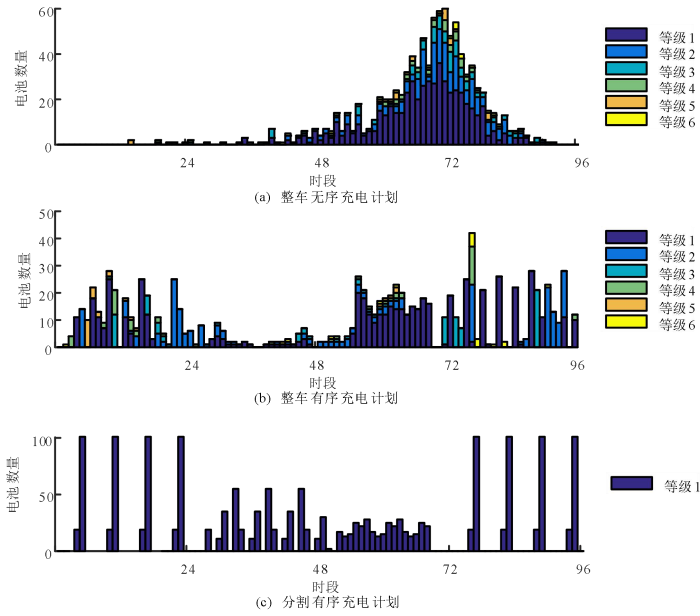 60
40
20
0
电池数量
24
48
72
96
时段
等级1
等级2
等级3
等级4
等级5
等级6
(a) 整车无序充电计划
50
40
30
20
10
0
电池数量
24
48
72
96
时段
等级1
等级2
等级3
等级4
等级5
等级6
(b) 整车有序充电计划
100
50
0
电池数量
24
48
72
96
时段
等级1
(c) 分割有序充电计划